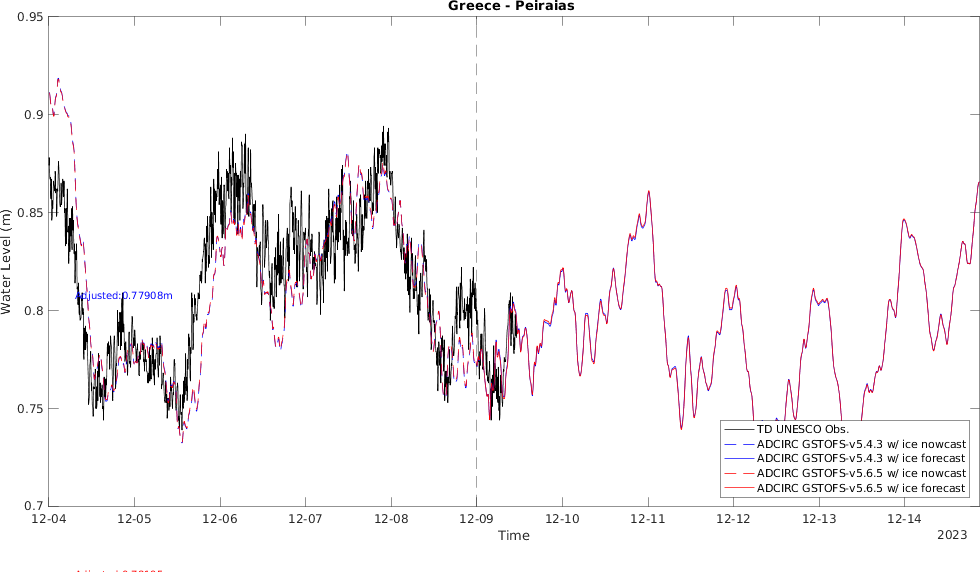 Greece - Peiraias
0.95
0.9
0.85
0.8
0.75
0.7
Water Level (m)
Adjusted:0.77908m
TD UNESCO Obs.
ADCIRC GSTOFS-v5.4.3 w/ ice nowcast
ADCIRC GSTOFS-v5.4.3 w/ ice forecast
ADCIRC GSTOFS-v5.6.5 w/ ice nowcast
ADCIRC GSTOFS-v5.6.5 w/ ice forecast
12-04 12-05 12-06 12-07 12-08 12-09 12-10 12-11 12-12 12-13 12-14
Time
2023